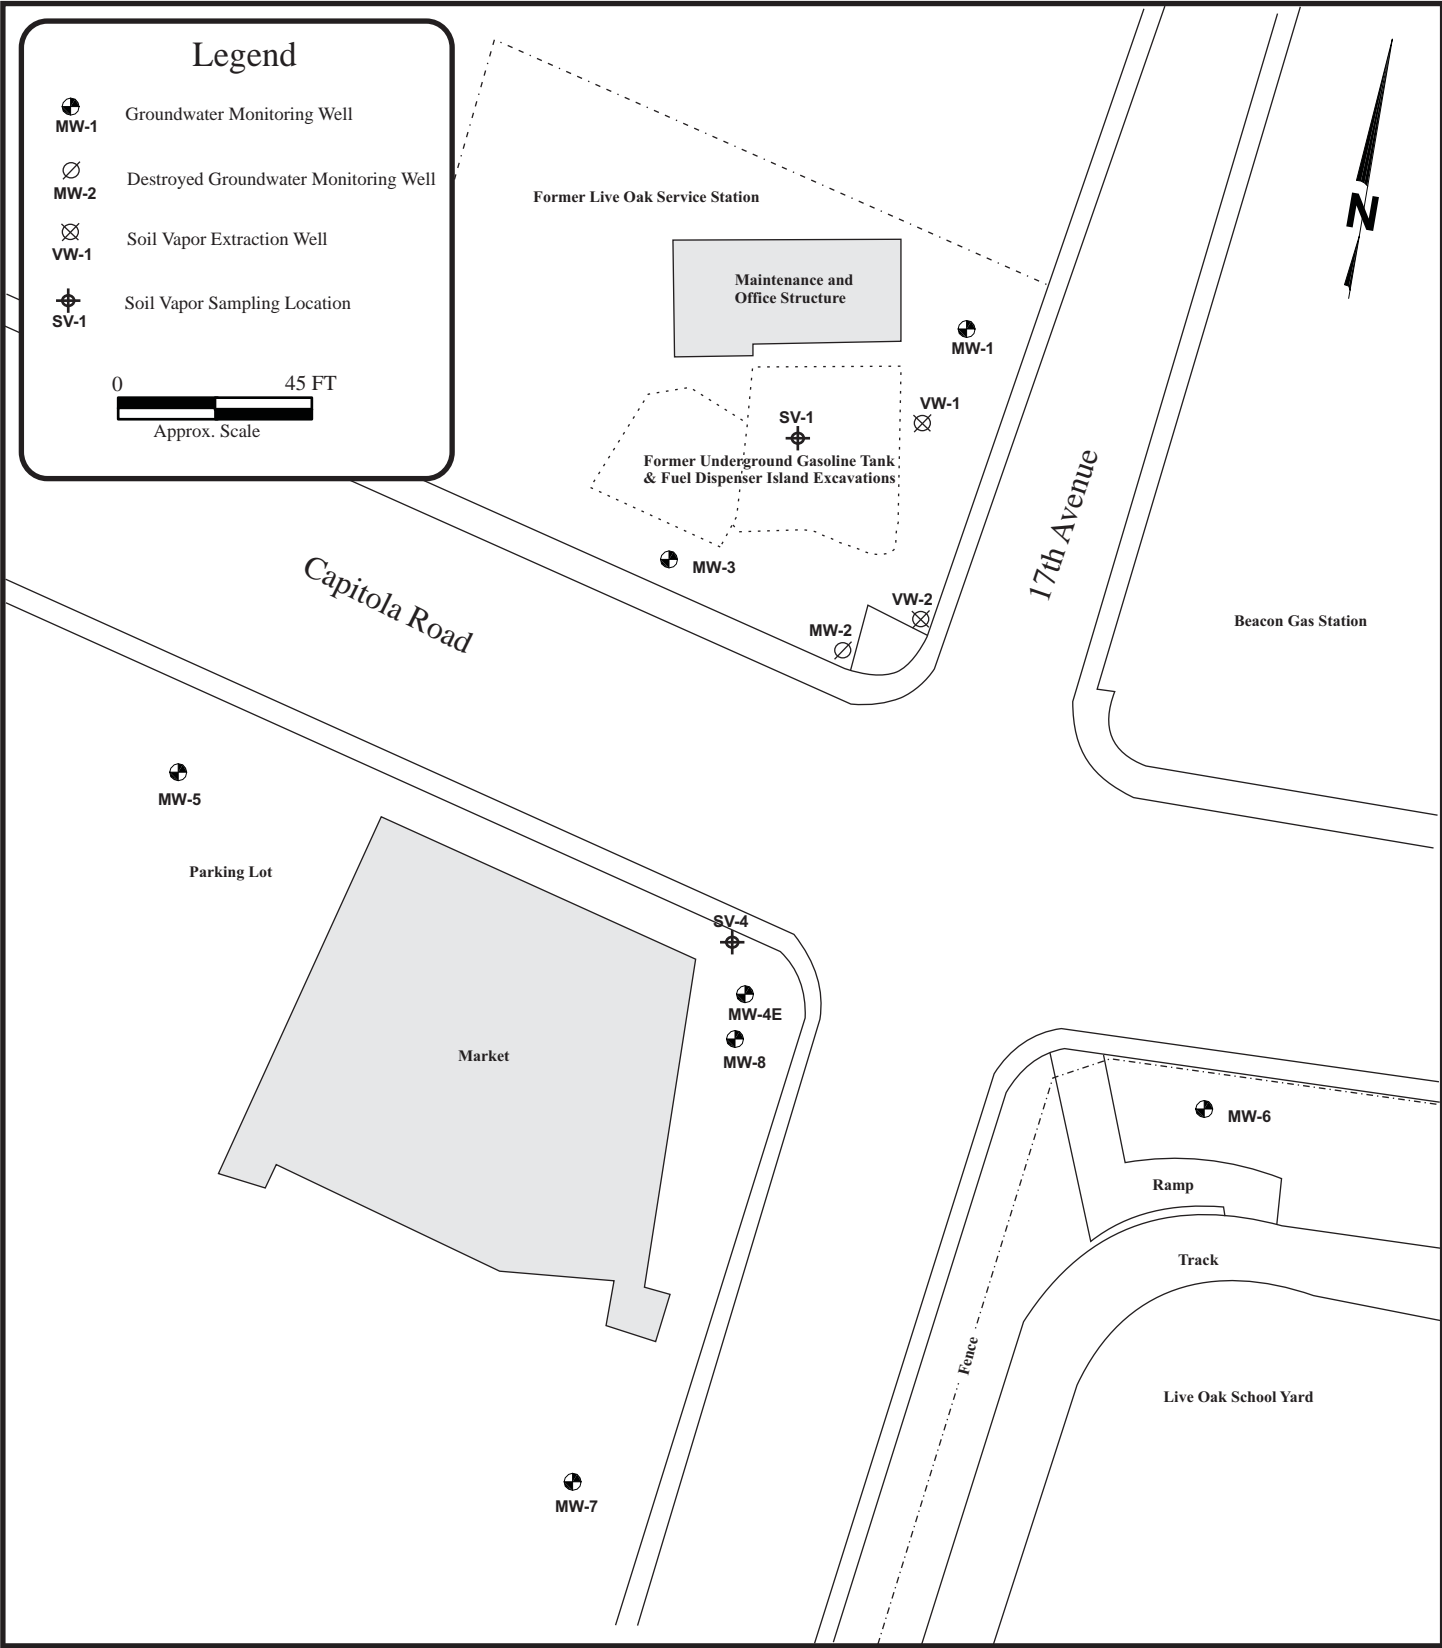 Legend
MW-1
Groundwater Monitoring Well
MW-2
Destroyed Groundwater Monitoring Well
VW-1
Soil Vapor Extraction Well
SV-1
Soil Vapor Sampling Location
0
45 FT
Approx. Scale
N
Former Live Oak Service Station
Maintenance and
Office Structure
MW-1
VW-1
SV-1
Former Underground Gasoline Tank
& Fuel Dispenser Island Excavations
17th Avenue
MW-3
Capitola Road
VW-2
MW-2
Beacon Gas Station
MW-5
Parking Lot
SV-4
MW-4E
Market
MW-8
MW-6
Ramp
Track
Fence
Live Oak School Yard
MW-7